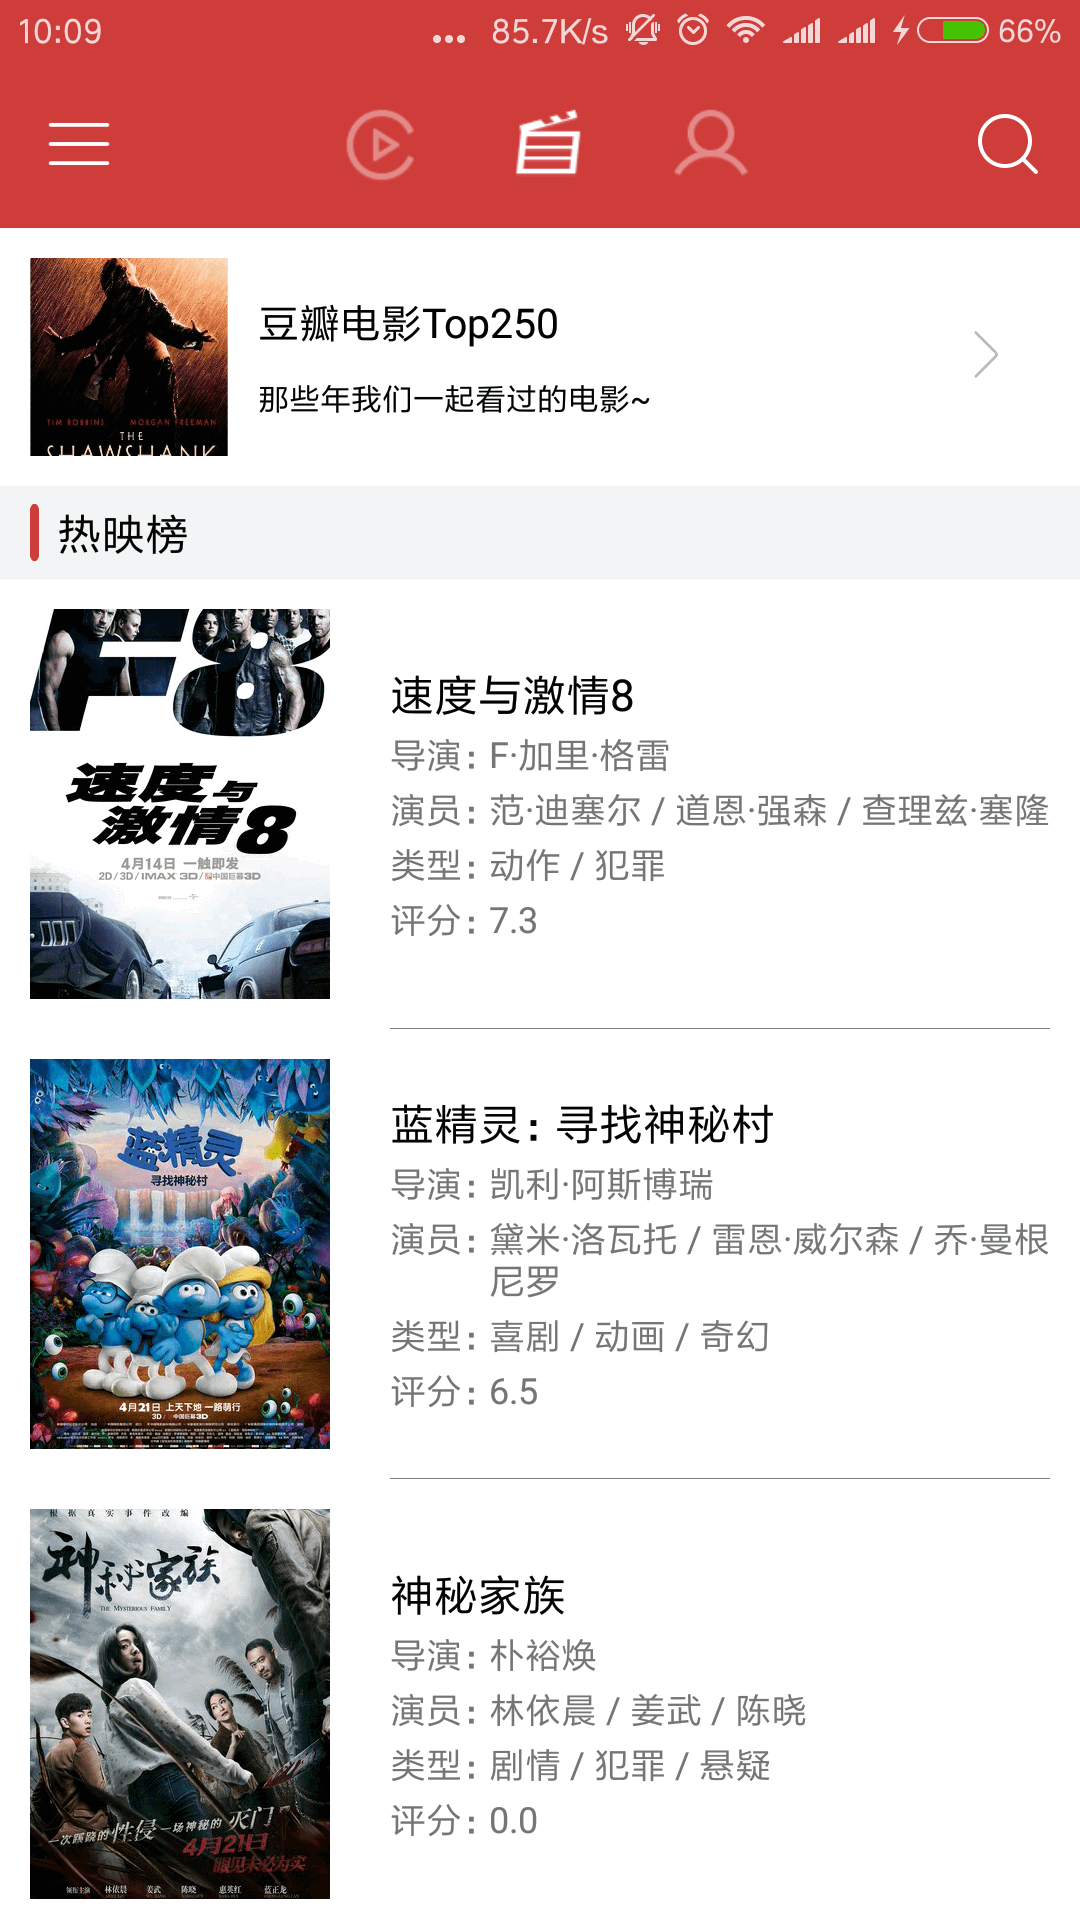 10:09
... 85.7K/s 66%
豆瓣电影Top250
那些年我们一起看过的电影~
TIM ROBBINS MORGAN FREEMAN
THE
SHAWSHANK
热映榜
F8
速度与
激情8
4月14日 一触即发
2D/3D/IMAX 3D/中国巨幕3D
速度与激情8
导演: F·加里·格雷
演员: 范·迪塞尔 / 道恩·强森 / 查理兹·塞隆
类型: 动作 / 犯罪
评分: 7.3
蓝精灵
寻找神秘村
4月21日 上天下地 一路萌行
3D/中国巨幕3D
蓝精灵: 寻找神秘村
导演: 凯利·阿斯博瑞
演员: 黛米·洛瓦托 / 雷恩·威尔森 / 乔·曼根
尼罗
类型: 喜剧 / 动画 / 奇幻
评分: 6.5
根据真实事件改编
神秘家族
THE MYSTERIOUS FAMILY
一次蹊跷的性侵一场神秘的灭门
4月21日
眼见未必为实
领衔主演 林依晨 姜武 陈晓 惠英红 蓝正龙
神秘家族
导演: 朴裕焕
演员: 林依晨 / 姜武 / 陈晓
类型: 剧情 / 犯罪 / 悬疑
评分: 0.0